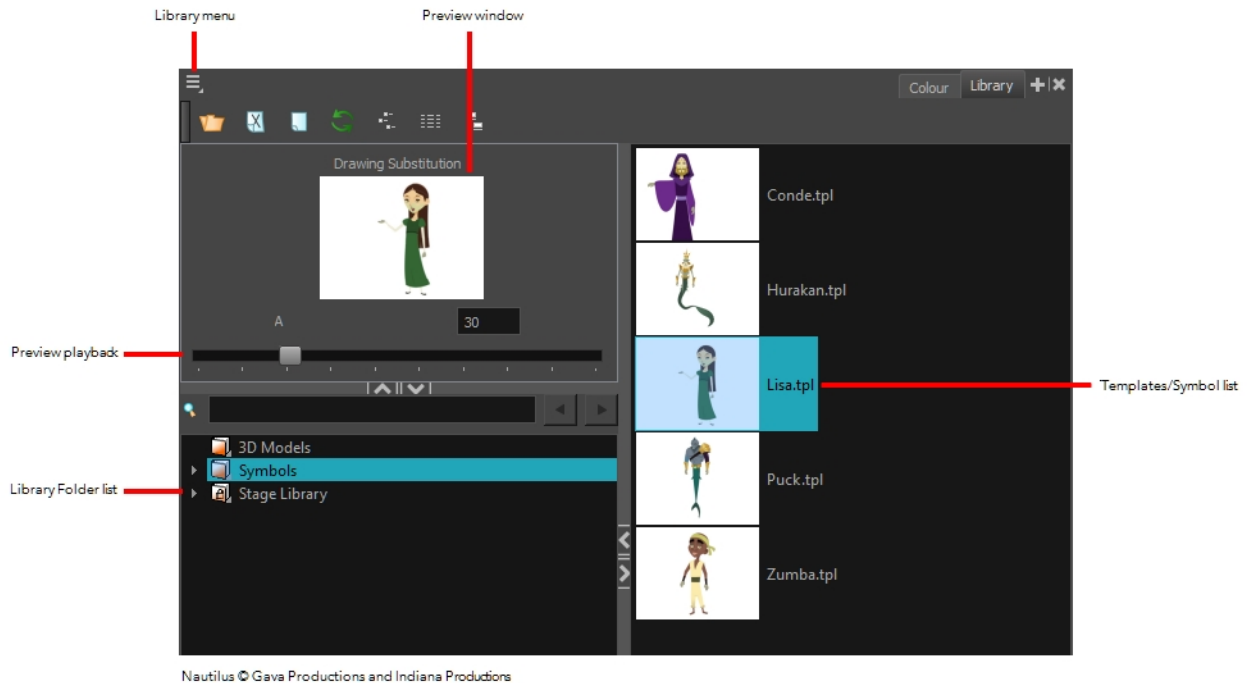 Library menu
Preview window
Colour
Library
Drawing Substitution
A
30
Preview playback
3D Models
Symbols
Library Folder list
Stage Library
Conde.tpl
Hurakan.tpl
Lisa.tpl
Templates/Symbol list
Puck.tpl
Zumba.tpl
Nautilus © Gaya Productions and Indiana Productions